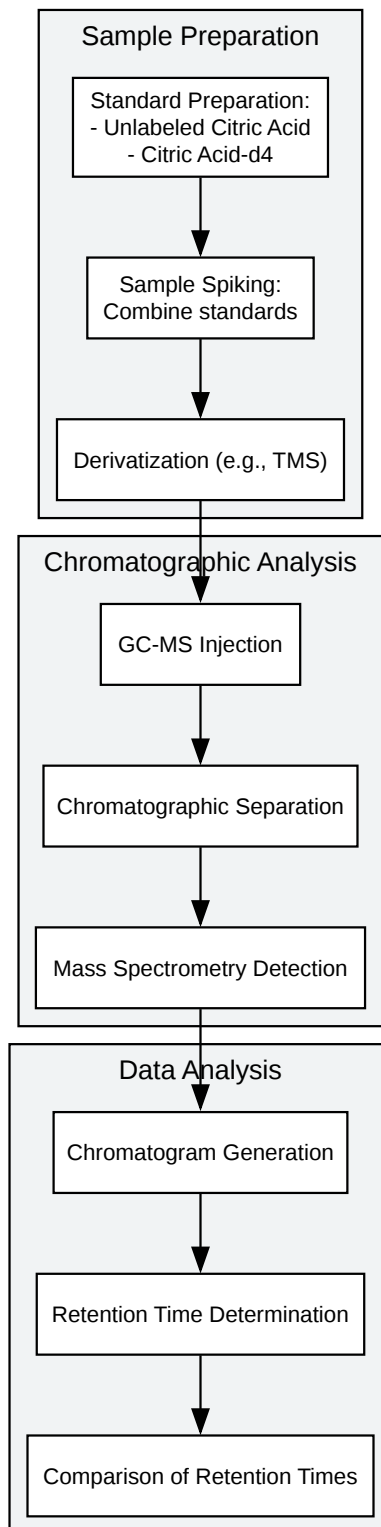 Sample Preparation
Standard Preparation:
- Unlabeled Citric Acid
- Citric Acid-d4
Sample Spiking:
Combine standards
Derivatization (e.g., TMS)
Chromatographic Analysis
GC-MS Injection
Chromatographic Separation
Mass Spectrometry Detection
Data Analysis
Chromatogram Generation
Retention Time Determination
Comparison of Retention Times